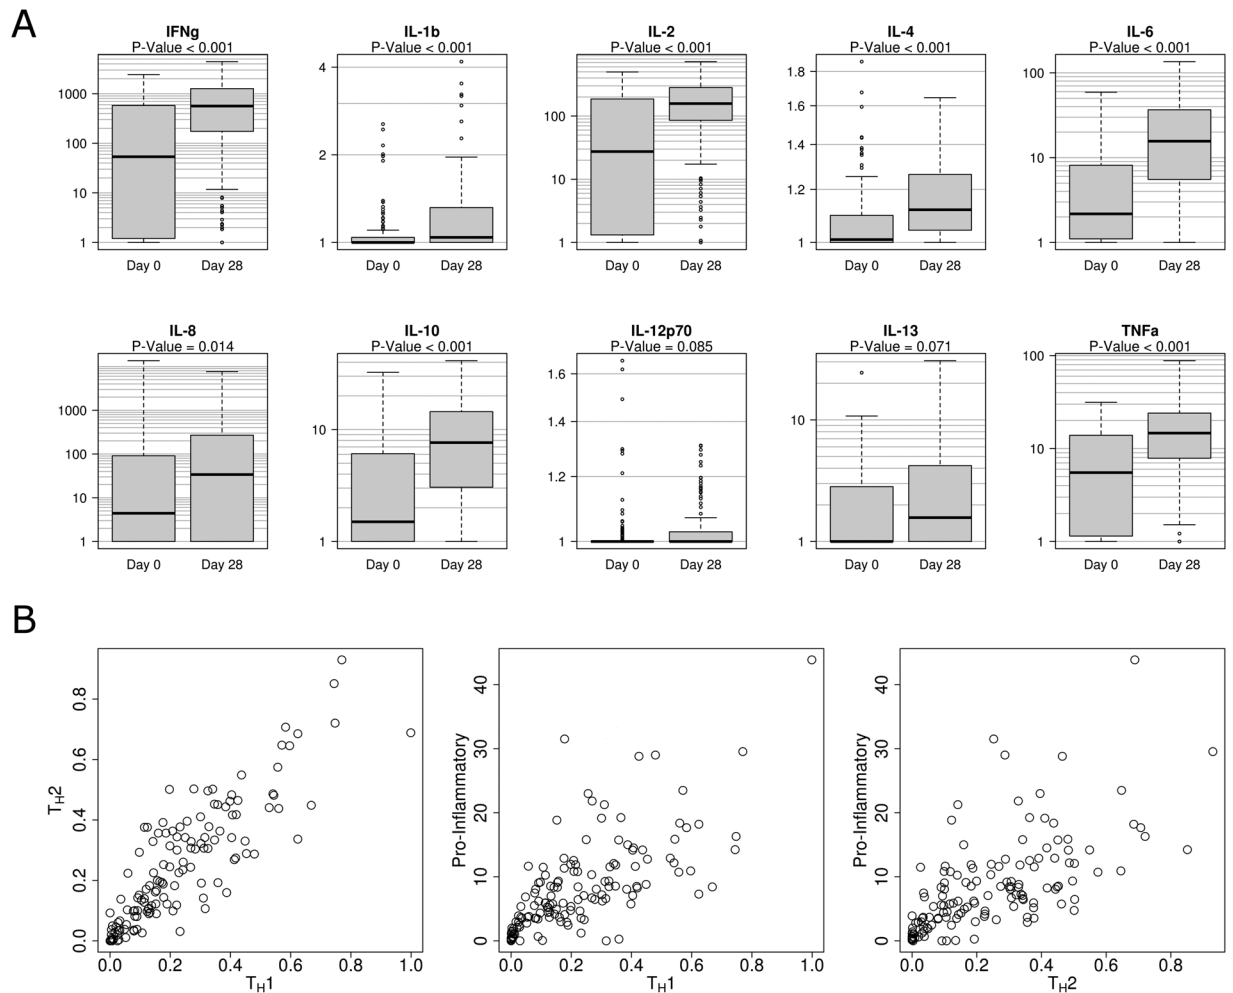 A
IFNg
P-Value < 0.001
1000
100
10
1
Day 0 Day 28
IL-1b
P-Value < 0.001
4
2
1
Day 0 Day 28
IL-2
P-Value < 0.001
100
10
1
Day 0 Day 28
IL-4
P-Value < 0.001
1.8
1.6
1.4
1.2
1
Day 0 Day 28
IL-6
P-Value < 0.001
100
10
1
Day 0 Day 28
IL-8
P-Value = 0.014
1000
100
10
1
Day 0 Day 28
IL-10
P-Value < 0.001
10
1
Day 0 Day 28
IL-12p70
P-Value = 0.085
1.6
1.4
1.2
1
Day 0 Day 28
IL-13
P-Value = 0.071
10
1
Day 0 Day 28
TNFa
P-Value < 0.001
100
10
1
Day 0 Day 28
B
TH2
0.8
0.6
0.4
0.2
0.0
0.0 0.2 0.4 0.6 0.8 1.0
TH1
Pro-Inflammatory
40
30
20
10
0
0.0 0.2 0.4 0.6 0.8 1.0
TH1
Pro-Inflammatory
40
30
20
10
0
0.0 0.2 0.4 0.6 0.8
TH2